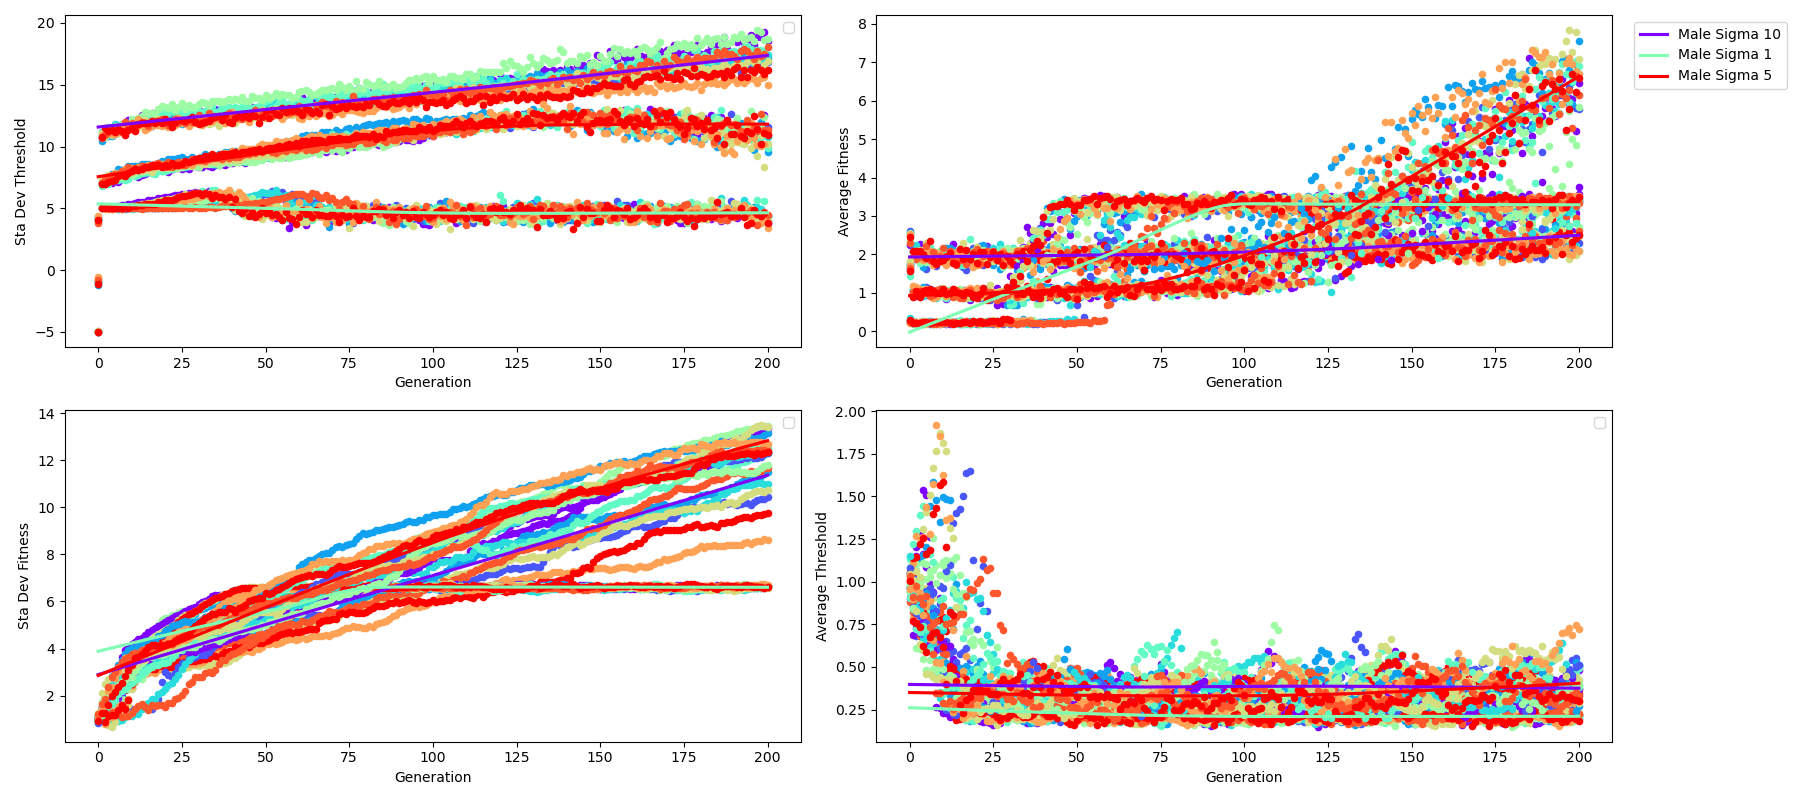 Sta Dev Threshold
20
15
10
5
0
−5
0 25 50 75 100 125 150 175 200
Generation
Average Fitness
8
7
6
5
4
3
2
1
0
0 25 50 75 100 125 150 175 200
Generation
Male Sigma 10
Male Sigma 1
Male Sigma 5
Sta Dev Fitness
14
12
10
8
6
4
2
0 25 50 75 100 125 150 175 200
Generation
Average Threshold
2.00
1.75
1.50
1.25
1.00
0.75
0.50
0.25
0 25 50 75 100 125 150 175 200
Generation